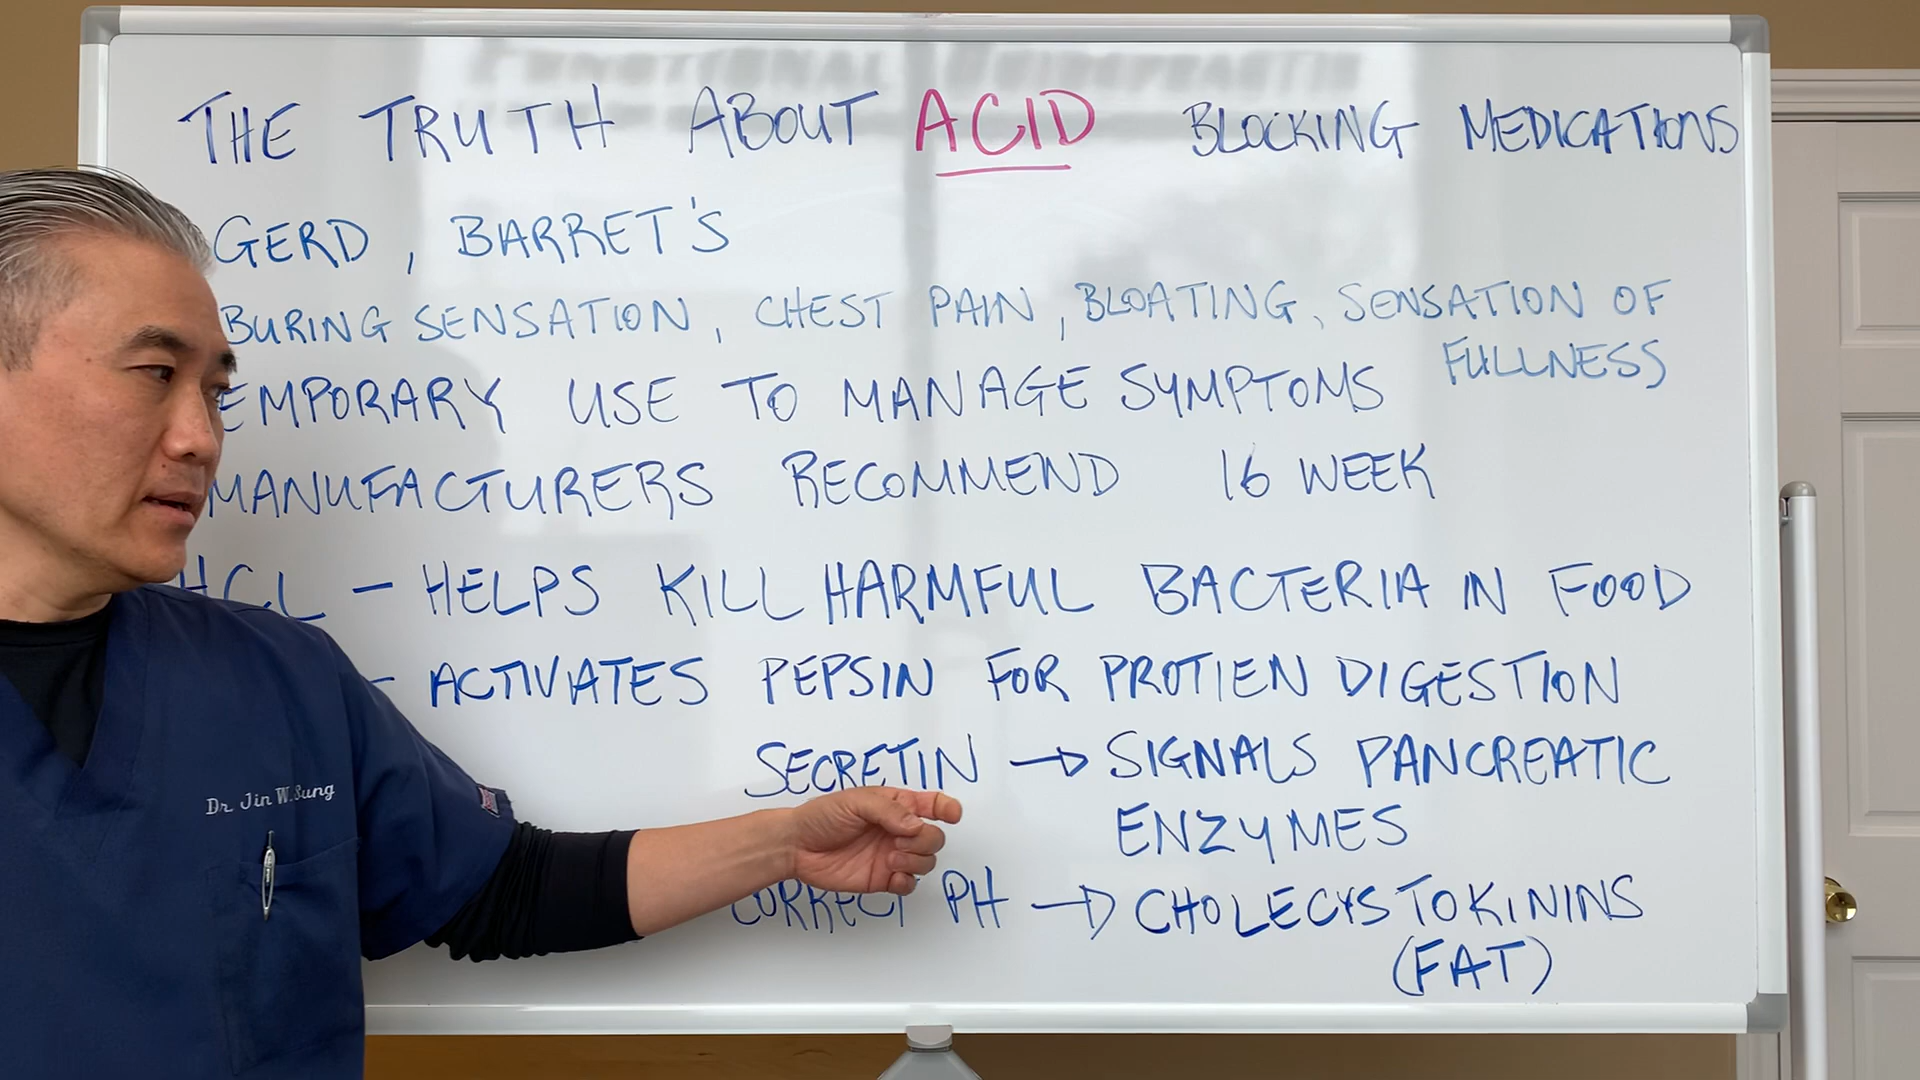 THE TRUTH ABOUT ACID BLOCKING MEDICATIONS
GERD, BARRET'S
BURING SENSATION, CHEST PAIN, BLOATING, SENSATION OF FULLNESS
EMPORARY USE TO MANAGE SYMPTOMS
MANUFACTURERS RECOMMEND 16 WEEK
HCL - HELPS KILL HARMFUL BACTERIA IN FOOD
- ACTIVATES PEPSIN FOR PROTIEN DIGESTION
SECRETIN → SIGNALS PANCREATIC
ENZYMES
CORRECT PH → CHOLECYSTOKININS
(FAT)
Dr. Jin W. Sung